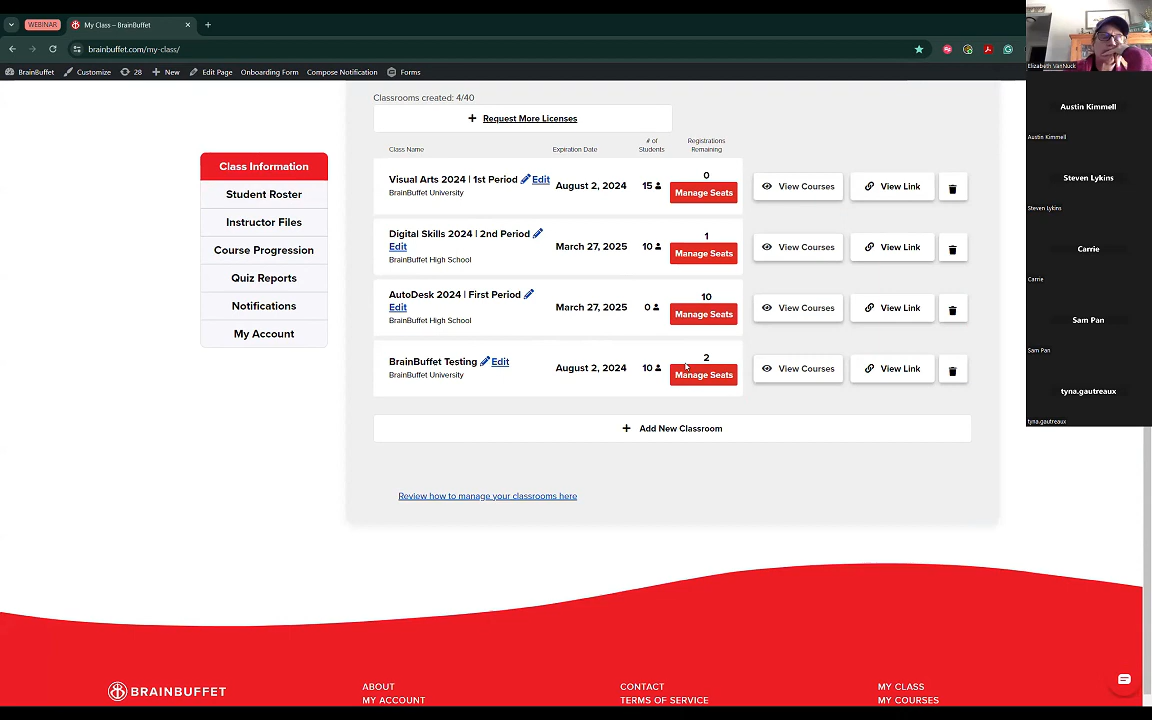 WEBINAR
My Class – BrainBuffet
brainbuffet.com/my-class/
BrainBuffet
Customize
28
New
Edit Page
Onboarding Form
Compose Notification
Forms
Elizabeth VanNuck
Austin Kimmell
Austin Kimmell
Steven Lykins
Steven Lykins
Carrie
Carrie
Sam Pan
Sam Pan
tyna.gautreaux
tyna.gautreaux
Class Information
Student Roster
Instructor Files
Course Progression
Quiz Reports
Notifications
My Account
Classrooms created: 4/40
+ Request More Licenses
Class Name
Expiration Date
# of
Students
Registrations
Remaining
Visual Arts 2024 | 1st Period Edit
BrainBuffet University
August 2, 2024
15
0
Manage Seats
View Courses
View Link
Digital Skills 2024 | 2nd Period
Edit
BrainBuffet High School
March 27, 2025
10
1
Manage Seats
View Courses
View Link
AutoDesk 2024 | First Period
Edit
BrainBuffet High School
March 27, 2025
0
10
Manage Seats
View Courses
View Link
BrainBuffet Testing Edit
BrainBuffet University
August 2, 2024
10
2
Manage Seats
View Courses
View Link
+ Add New Classroom
Review how to manage your classrooms here
BRAINBUFFET
ABOUT
MY ACCOUNT
CONTACT
TERMS OF SERVICE
MY CLASS
MY COURSES